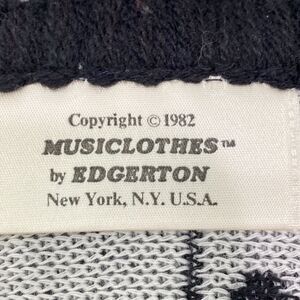 Copyright © 1982
MUSICLOTHES™
by EDGERTON
New York, N.Y. U.S.A.